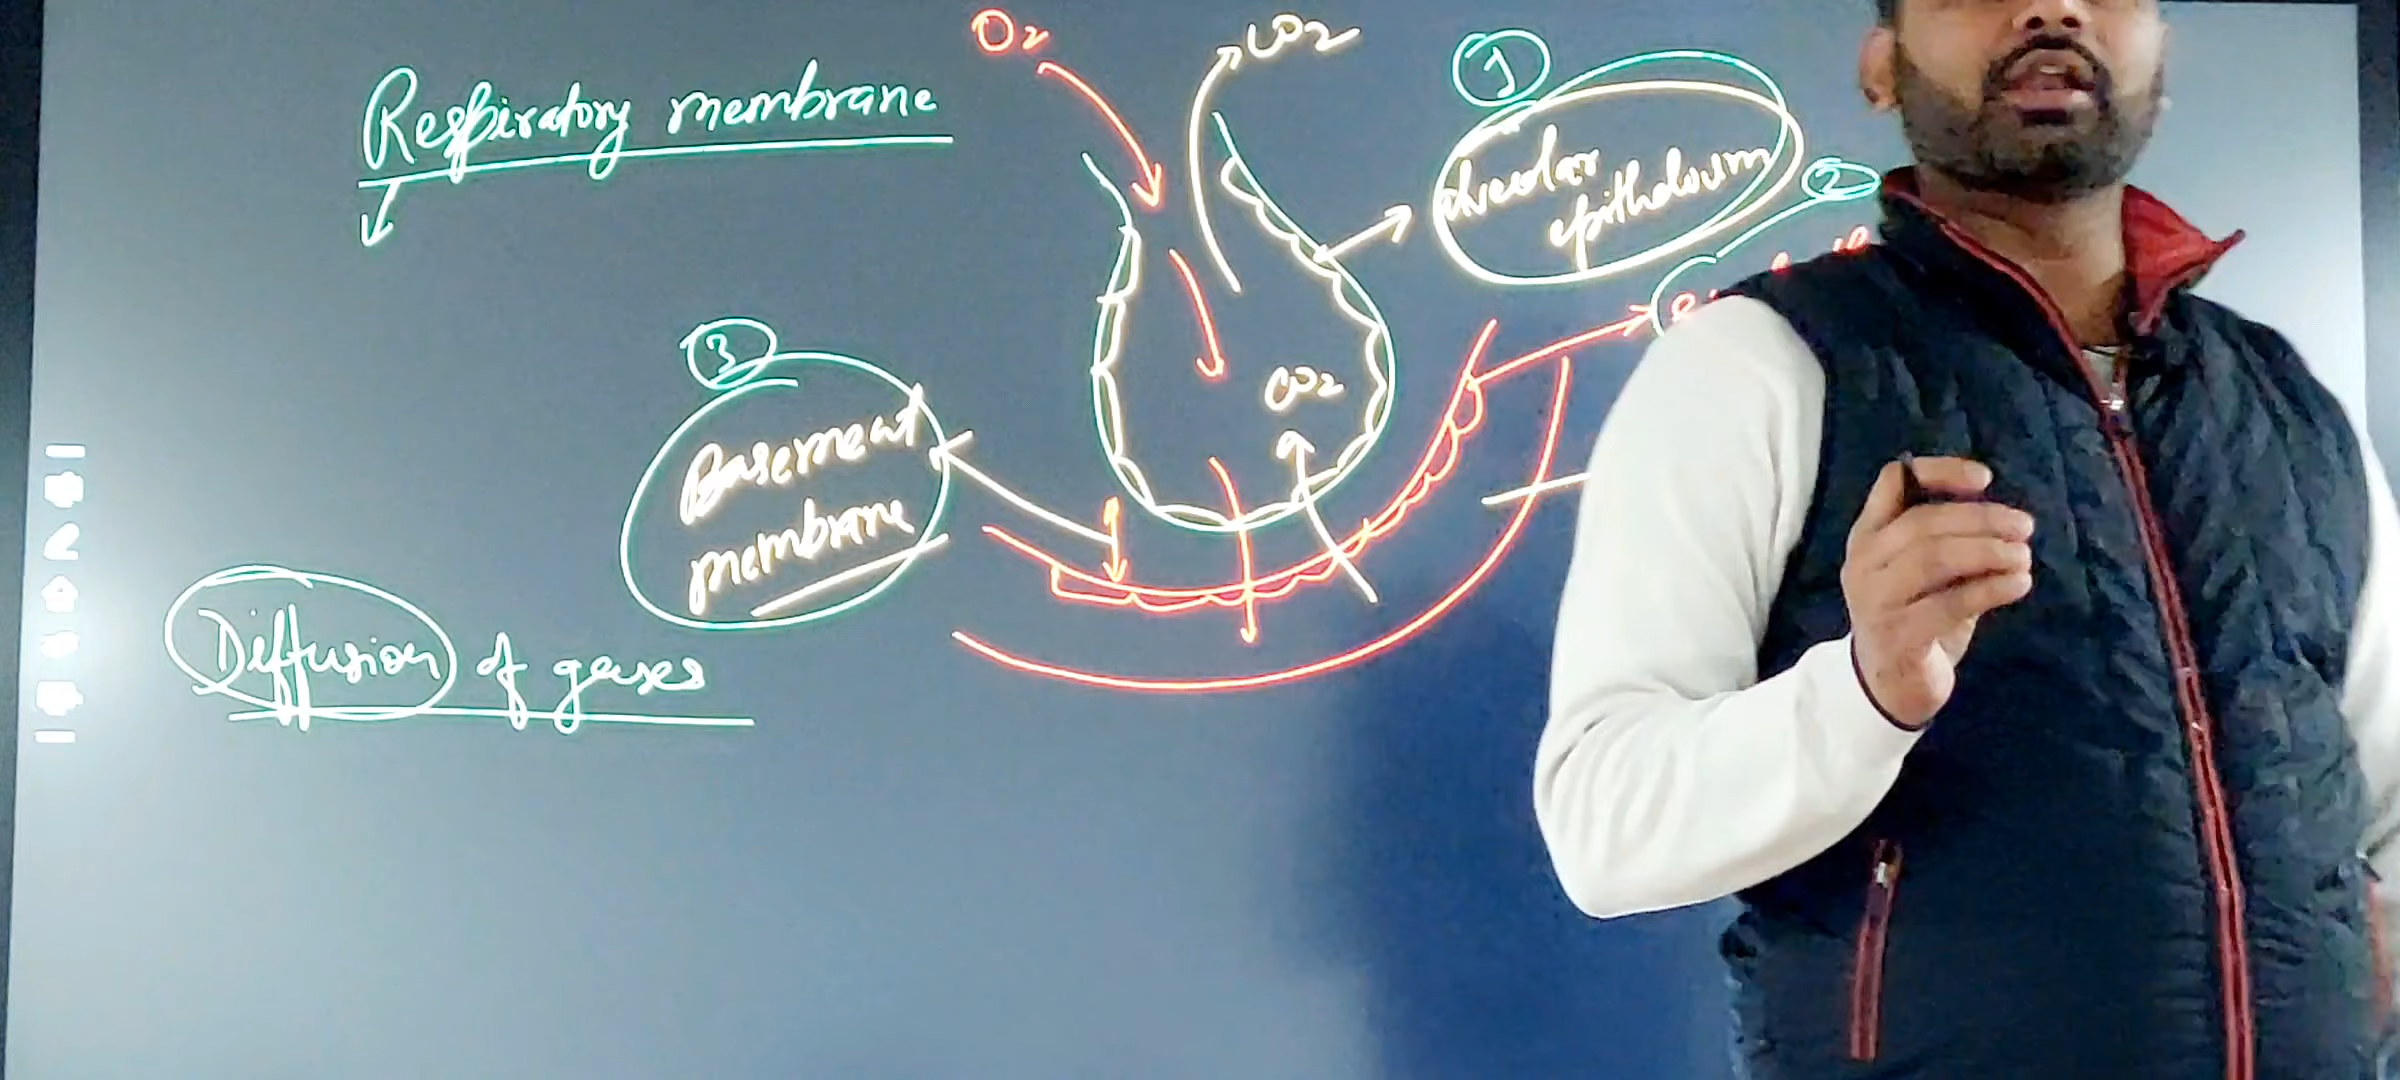 O2
CO2
Respiratory membrane
1
Alveolar
epithelium
2
3
Basement
membrane
CO2
Diffusion of gases